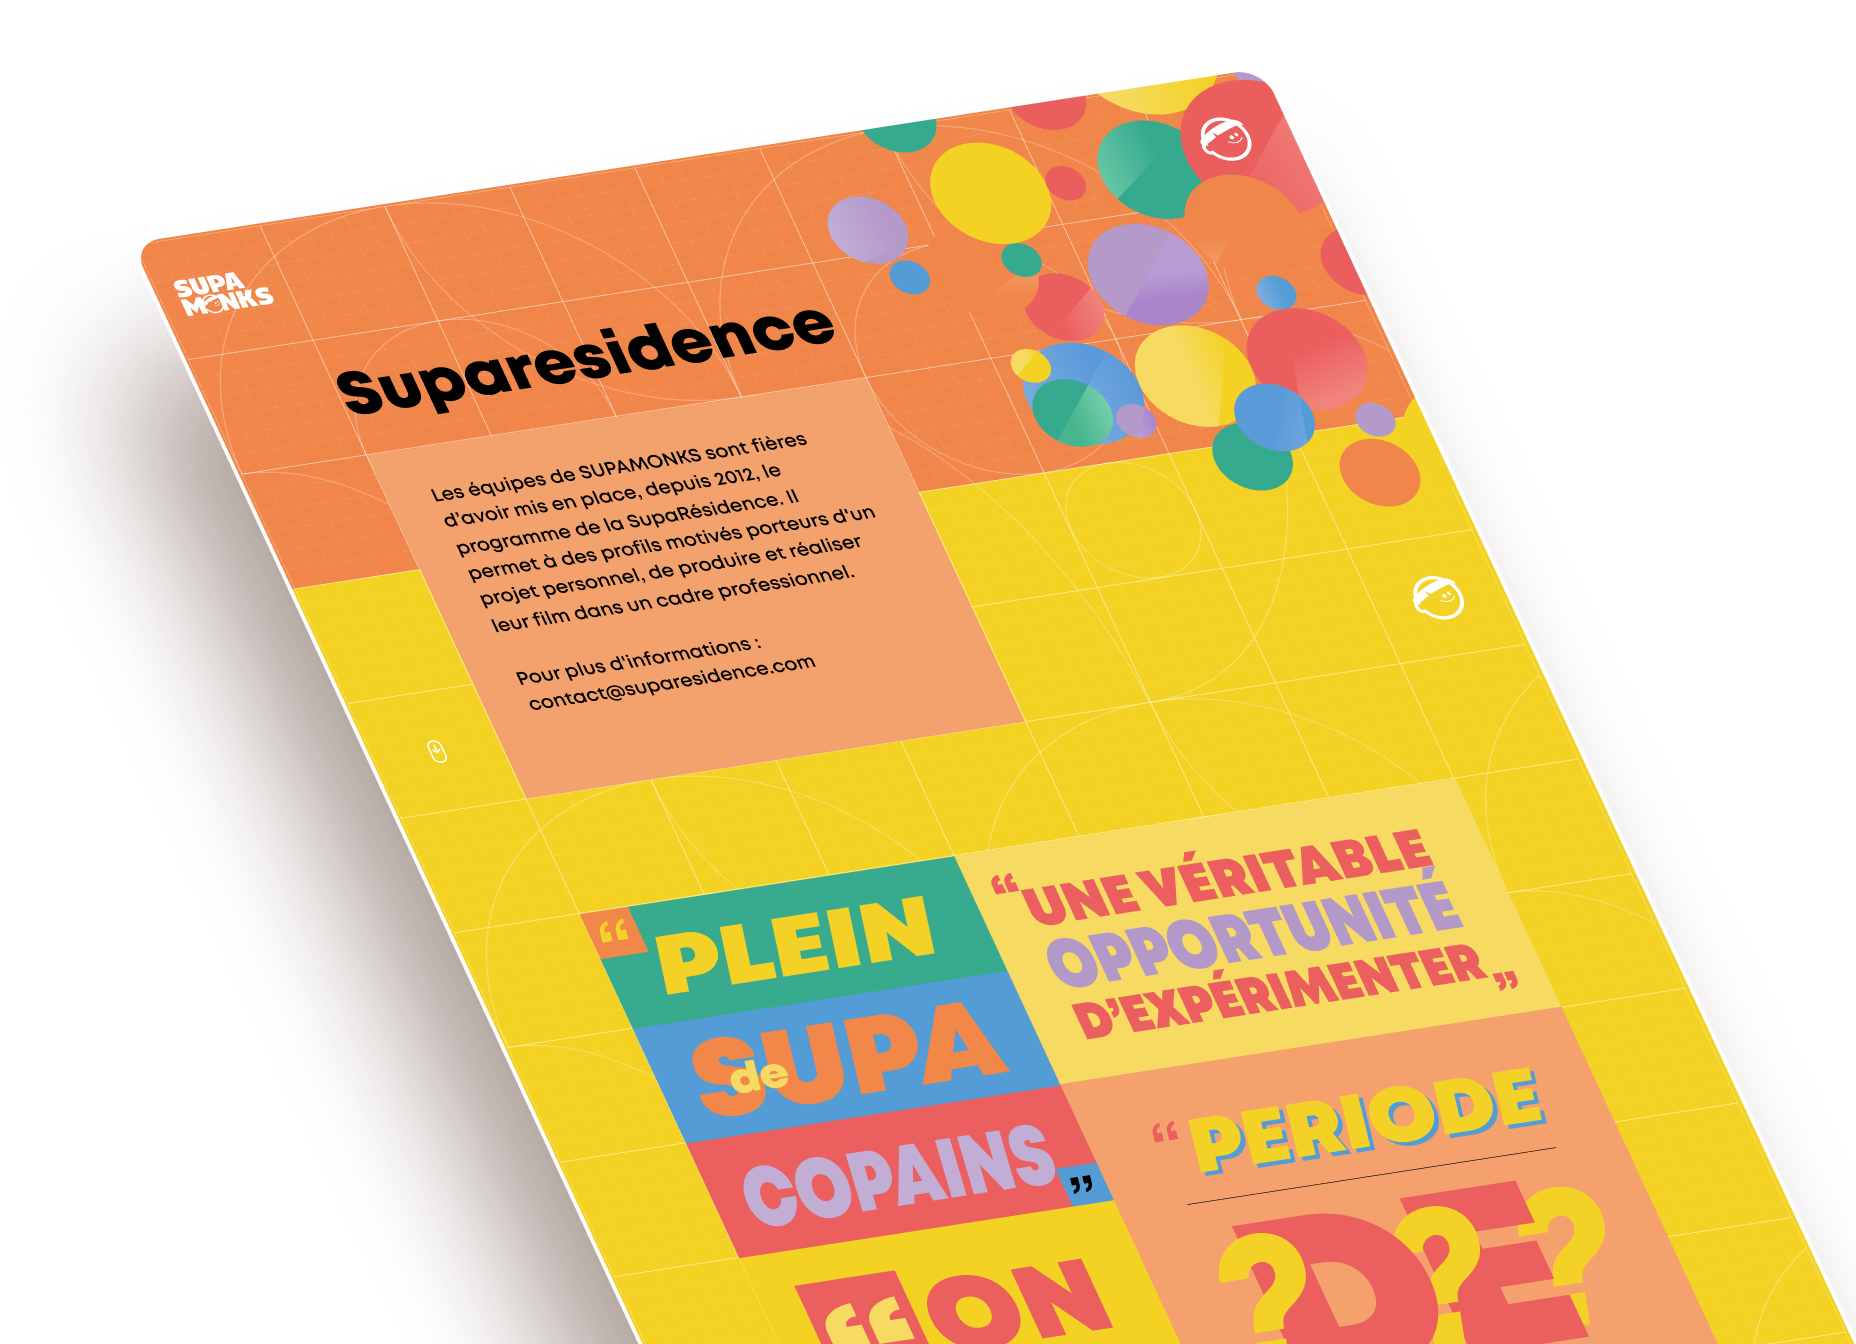 SUPA
MONKS
Suparesidence
Les équipes de SUPAMONKS sont fières
d'avoir mis en place, depuis 2012, le
programme de la SupaRésidence. Il
permet à des profils motivés porteurs d'un
projet personnel, de produire et réaliser
leur film dans un cadre professionnel.
Pour plus d'informations :
contact@suparesidence.com
“PLEIN
de SUPA
COPAINS”
“UNE VÉRITABLE
OPPORTUNITÉ
D'EXPÉRIMENTER”
“PERIODE
? DE ? ?
“ON